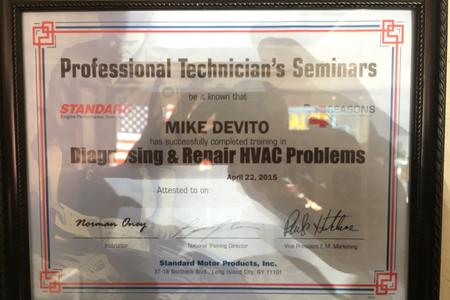 Professional Technician's Seminars
be it known that
STANDARD
SEASONS
MIKE DEVITO
has successfully completed training in
Diagnosing & Repair HVAC Problems
April 22, 2015
Attested to on:
Norman Oney
Instructor
National Training Director
Vice President E. M. Marketing
Standard Motor Products, Inc.
37-18 Northern Blvd., Long Island City, NY 11101